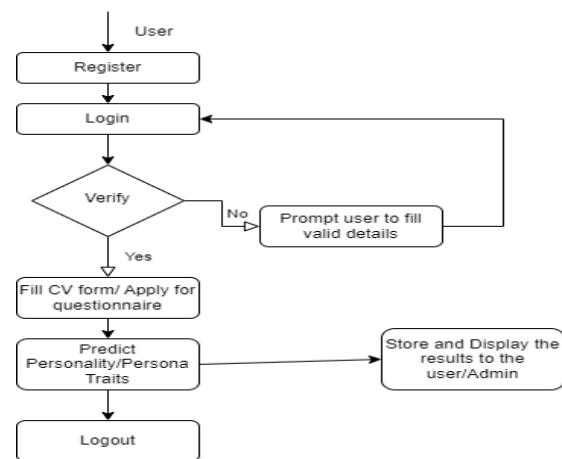 User
Register
Login
Verify
No
Prompt user to fill
valid details
Yes
Fill CV form/ Apply for
questionnaire
Predict
Personality/Persona
Traits
Store and Display the
results to the
user/Admin
Logout